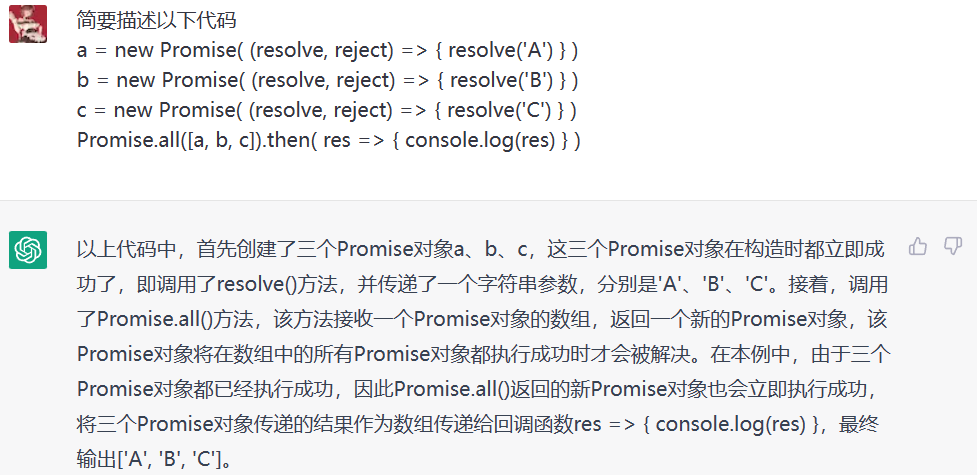 简要描述以下代码
a = new Promise( (resolve, reject) => { resolve('A') } )
b = new Promise( (resolve, reject) => { resolve('B') } )
c = new Promise( (resolve, reject) => { resolve('C') } )
Promise.all([a, b, c]).then( res => { console.log(res) } )
以上代码中，首先创建了三个Promise对象a、b、c，这三个Promise对象在构造时都立即成
功了，即调用了resolve()方法，并传递了一个字符串参数，分别是'A'、'B'、'C'。接着，调用
了Promise.all()方法，该方法接收一个Promise对象的数组，返回一个新的Promise对象，该
Promise对象将在数组中的所有Promise对象都执行成功时才会被解决。在本例中，由于三个
Promise对象都已经执行成功，因此Promise.all()返回的新Promise对象也会立即执行成功，
将三个Promise对象传递的结果作为数组传递给回调函数res => { console.log(res) }，最终
输出['A', 'B', 'C']。